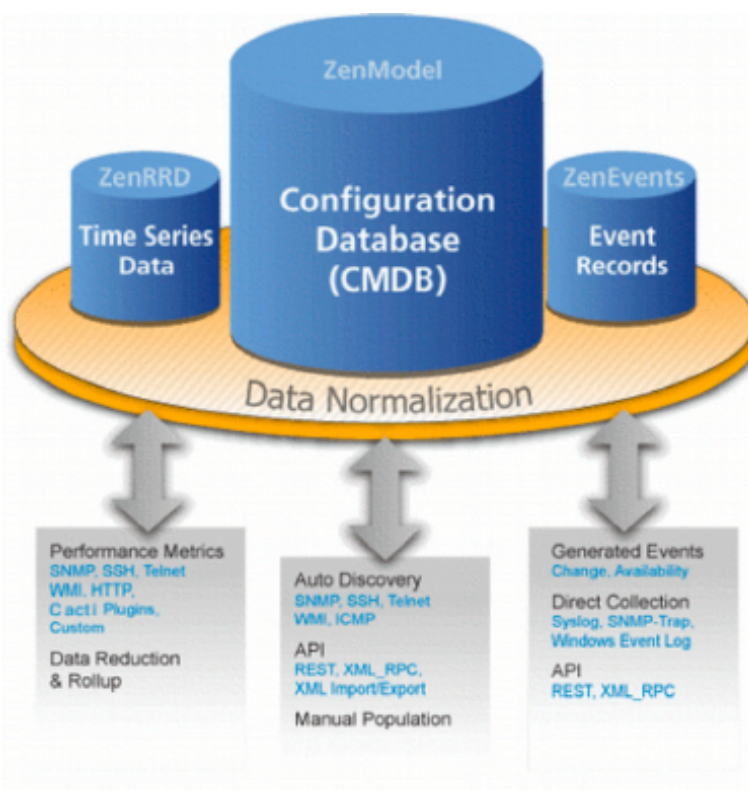 ZenModel
Configuration
Database
(CMDB)
ZenRRD
Time Series
Data
ZenEvents
Event
Records
Data Normalization
Performance Metrics
SNMP, SSH, Telnet
WMI, HTTP,
Cacti Plugins,
Custom
Data Reduction
& Rollup
Auto Discovery
SNMP, SSH, Telnet
WMI, ICMP
API
REST, XML_RPC,
XML Import/Export
Manual Population
Generated Events
Change, Availability
Direct Collection
Syslog, SNMP-Trap,
Windows Event Log
API
REST, XML_RPC